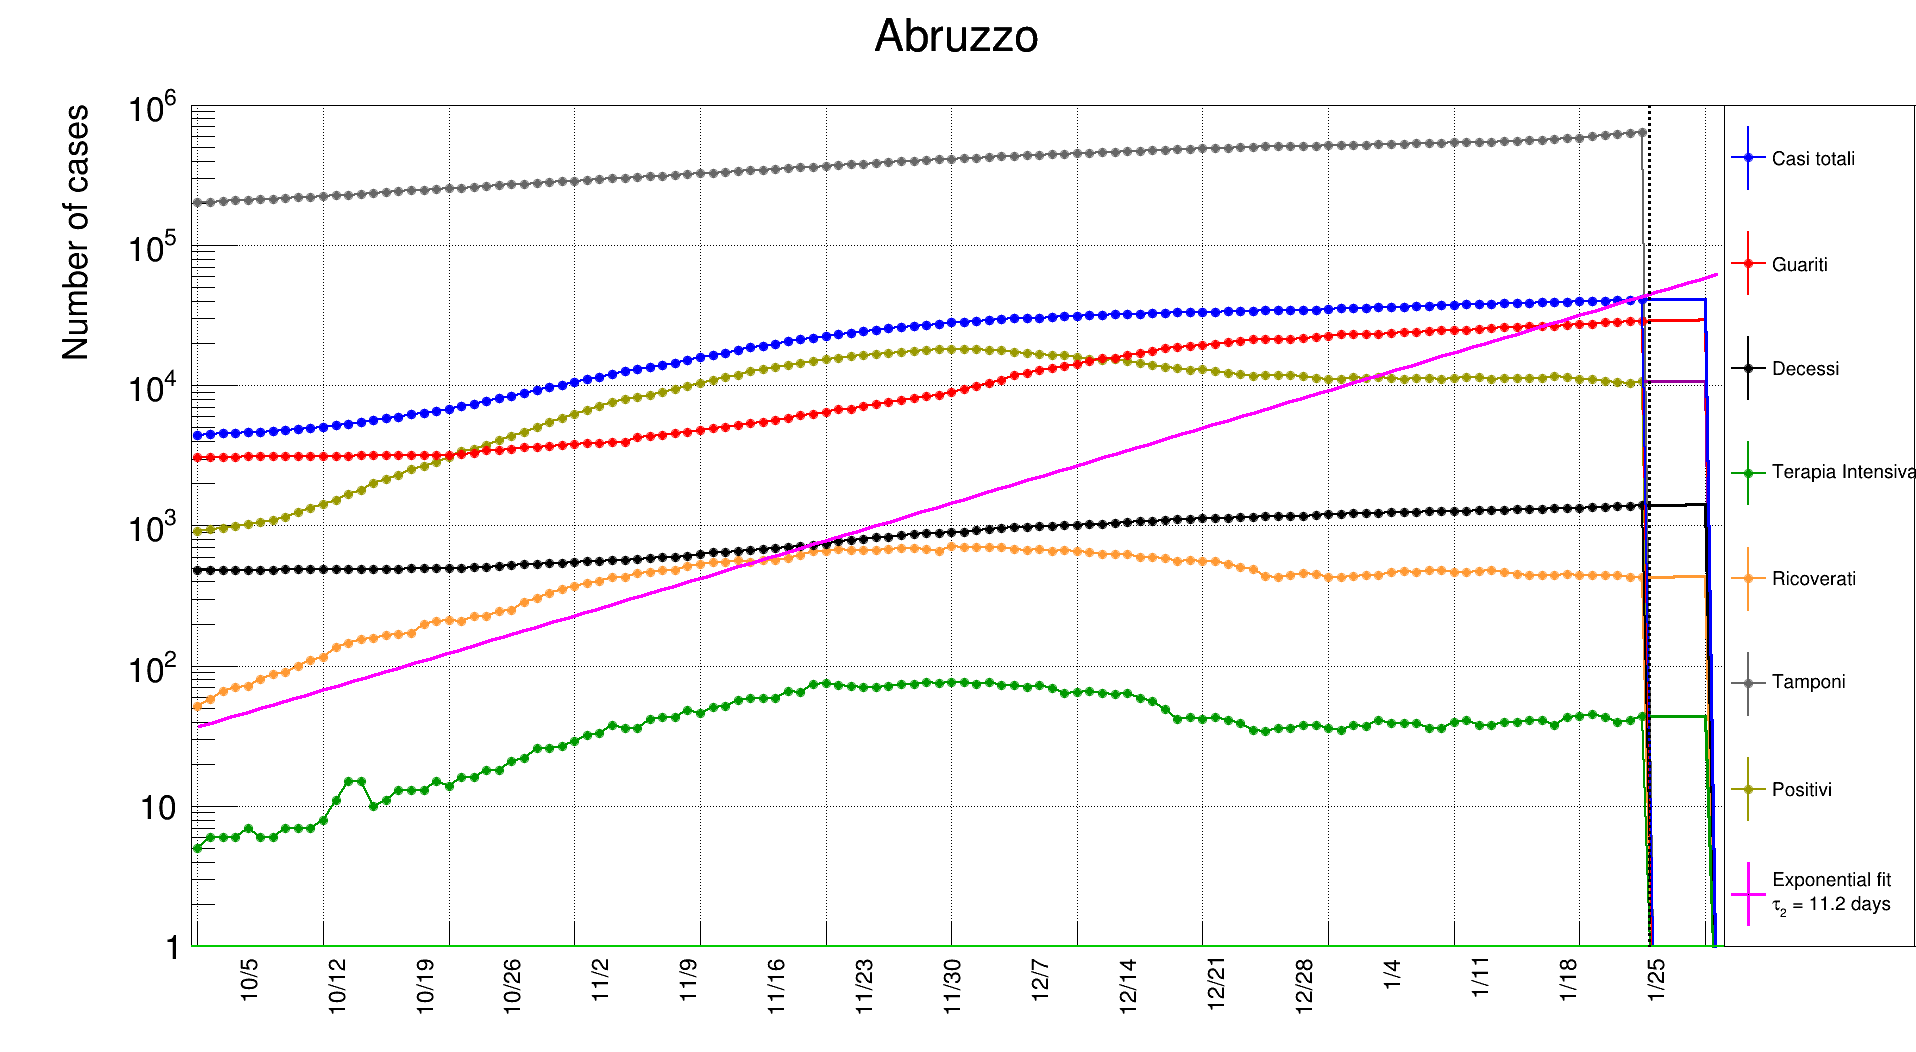 Abruzzo
Number of cases
10^6
10^5
10^4
10^3
10^2
10
1
10/5
10/12
10/19
10/26
11/2
11/9
11/16
11/23
11/30
12/7
12/14
12/21
12/28
1/4
1/11
1/18
1/25
Casi totali
Guariti
Decessi
Terapia Intensiva
Ricoverati
Tamponi
Positivi
Exponential fit
τ_2 = 11.2 days